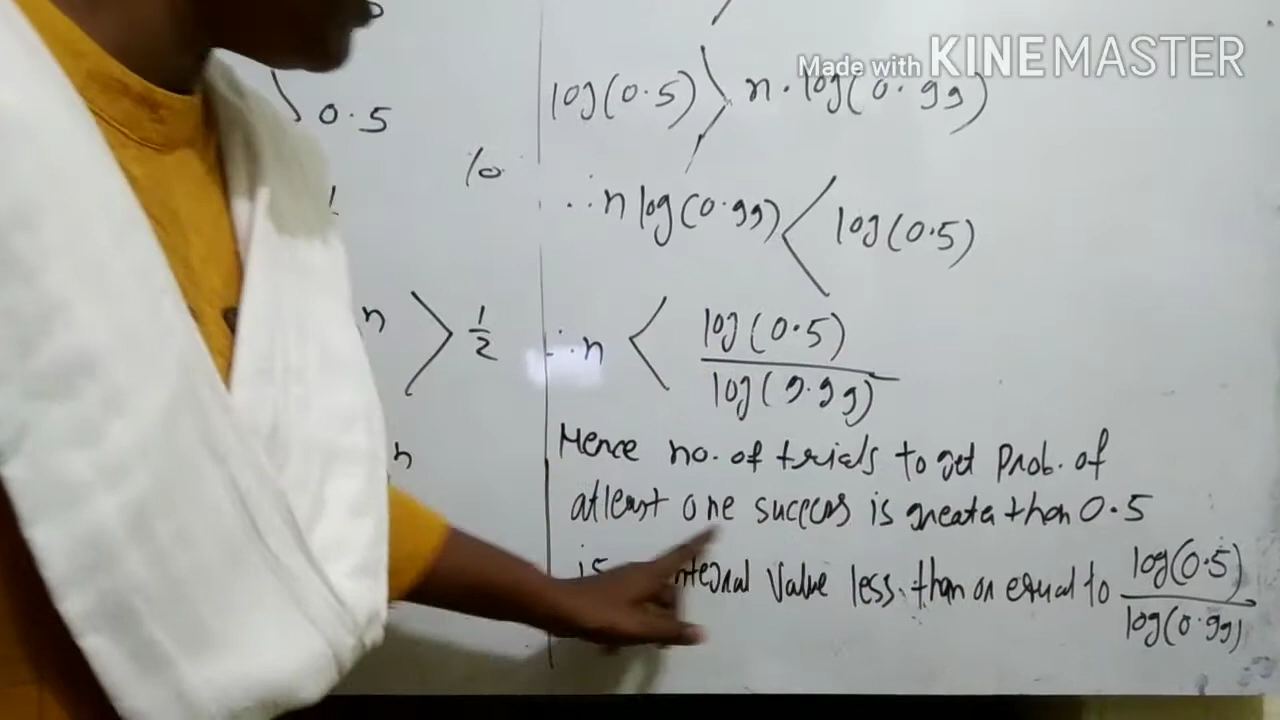 Made with KINEMASTER
0.5
10
n > 1/2
n
log(0.5) > n.log(0.99)
∴ n log(0.99) < log(0.5)
∴ n < log(0.5)/log(9.99)
Hence no. of trials to get Prob. of
atleast one success is greater than 0.5
is integral value less than or equal to log(0.5)/log(0.99)